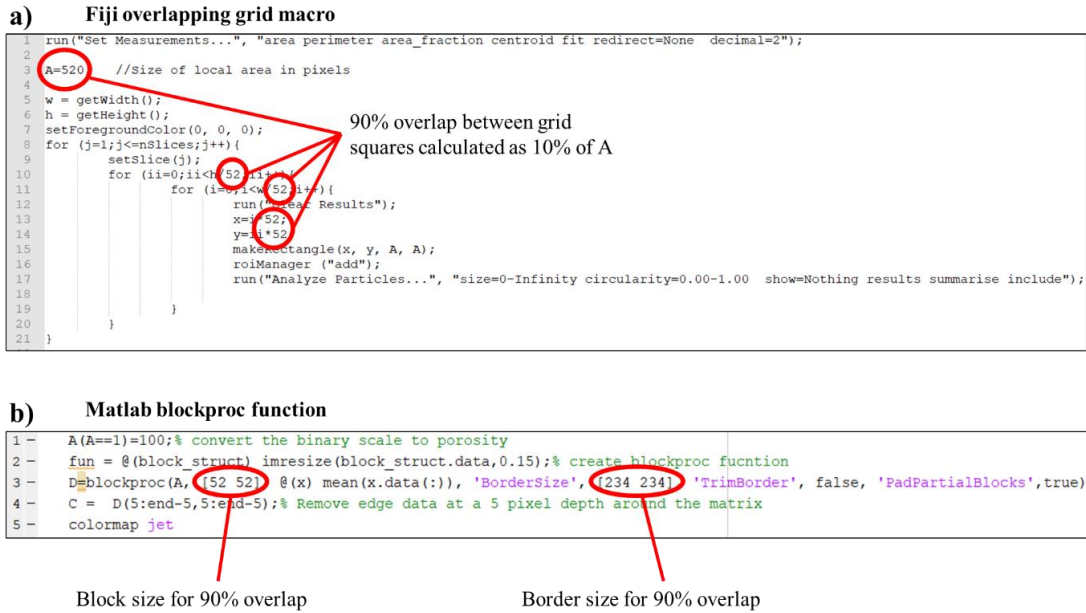 a) Fiji overlapping grid macro
1 run("Set Measurements...", "area perimeter area_fraction centroid fit redirect=None  decimal=2");
2
3 A=520    //Size of local area in pixels
4
5 w = getWidth();
6 h = getHeight();
7 setForegroundColor(0, 0, 0);
8 for (j=1;j<=nSlices;j++){
9 setSlice(j);
10 for (ii=0;ii<h/52;ii++){
11 for (i=0;i<w/52;i++){
12 run("Clear Results");
13 x=i*52;
14 y=ii*52
15 makeRectangle(x, y, A, A);
16 roiManager ("add");
17 run("Analyze Particles...", "size=0-Infinity circularity=0.00-1.00  show=Nothing results summarise include");
18
19 }
20 }
21 }
90% overlap between grid
squares calculated as 10% of A
b) Matlab blockproc function
1 – A(A==1)=100;% convert the binary scale to porosity
2 – fun = @(block_struct) imresize(block_struct.data,0.15);% create blockproc fucntion
3 – D=blockproc(A, [52 52] @(x) mean(x.data(:)), 'BorderSize', [234 234] 'TrimBorder', false, 'PadPartialBlocks',true)
4 – C =  D(5:end-5,5:end-5);% Remove edge data at a 5 pixel depth around the matrix
5 – colormap jet
Block size for 90% overlap
Border size for 90% overlap